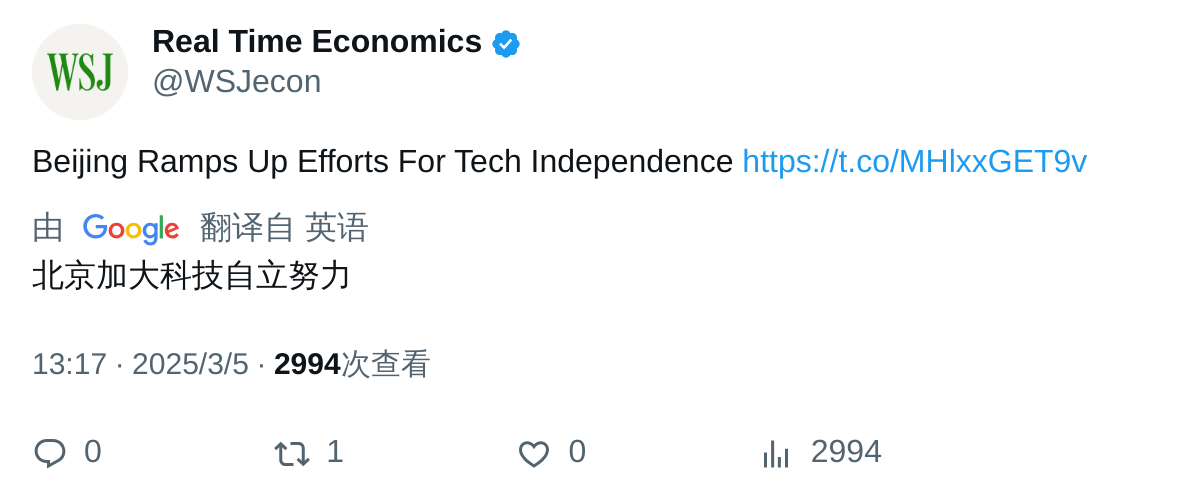 WSJ
Real Time Economics
@WSJecon
Beijing Ramps Up Efforts For Tech Independence https://t.co/MHlxxGET9v
由 Google 翻译自 英语
北京加大科技自立努力
13:17 · 2025/3/5 · 2994次查看
0 1 0 2994